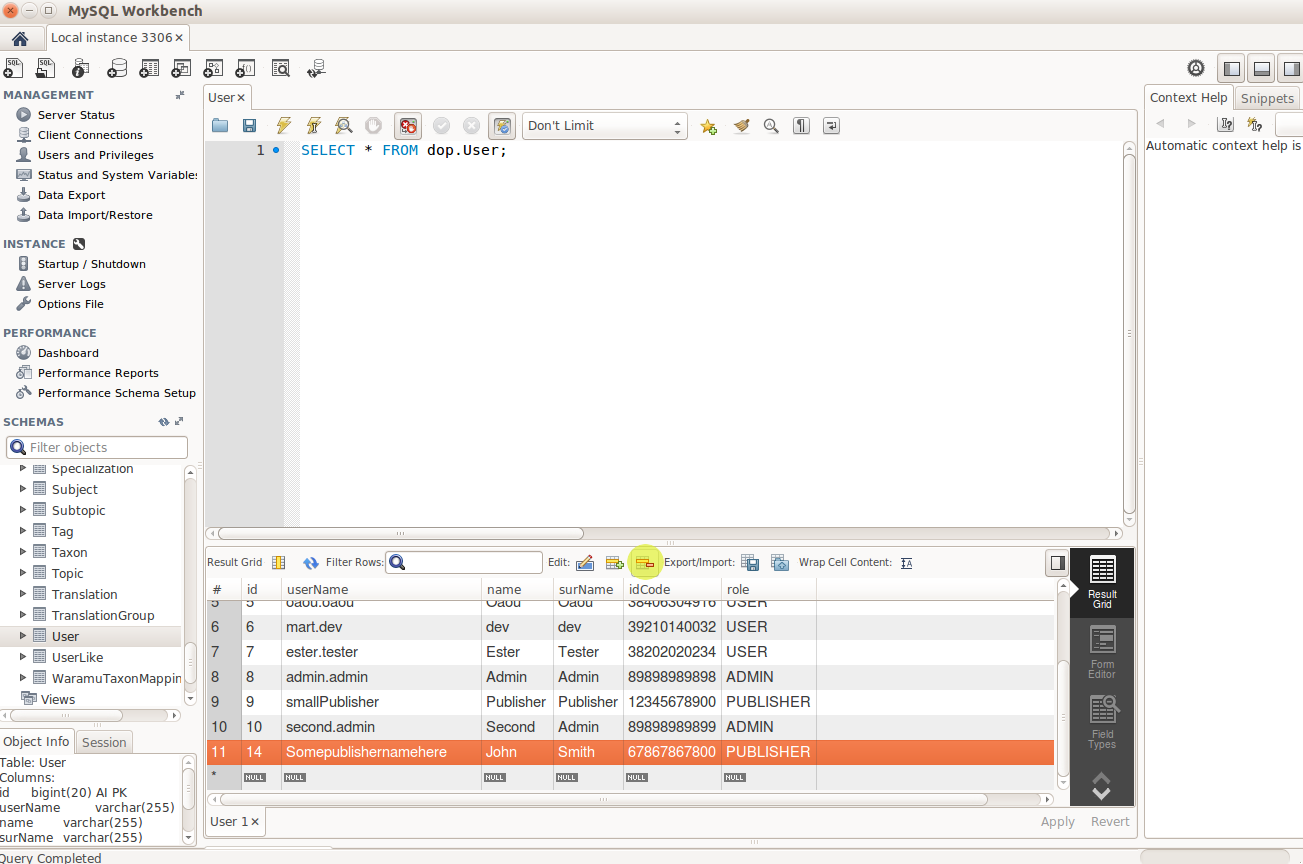 MySQL Workbench
Local instance 3306
MANAGEMENT
Server Status
Client Connections
Users and Privileges
Status and System Variable
Data Export
Data Import/Restore
INSTANCE
Startup / Shutdown
Server Logs
Options File
PERFORMANCE
Dashboard
Performance Reports
Performance Schema Setup
SCHEMAS
Filter objects
Specialization
Subject
Subtopic
Tag
Taxon
Topic
Translation
TranslationGroup
User
UserLike
WaramuTaxonMappin
Views
Object Info Session
Table: User
Columns:
id bigint(20) AI PK
userName varchar(255)
name varchar(255)
surName varchar(255)
Query Completed
User
Don't Limit
1 SELECT * FROM dop.User;
Result Grid Filter Rows: Edit: Export/Import: Wrap Cell Content:
# id userName name surName idCode role
5 5 oaou.oaou Oaou Oaou 38406304916 USER
6 6 mart.dev dev dev 39210140032 USER
7 7 ester.tester Ester Tester 38202020234 USER
8 8 admin.admin Admin Admin 89898989898 ADMIN
9 9 smallPublisher Publisher Publisher 12345678900 PUBLISHER
10 10 second.admin Second Admin 89898989899 ADMIN
11 14 Somepublishernamehere John Smith 67867867800 PUBLISHER
* NULL NULL NULL NULL NULL NULL
User 1
Apply Revert
Result
Grid
Form
Editor
Field
Types
Context Help Snippets
Automatic context help is